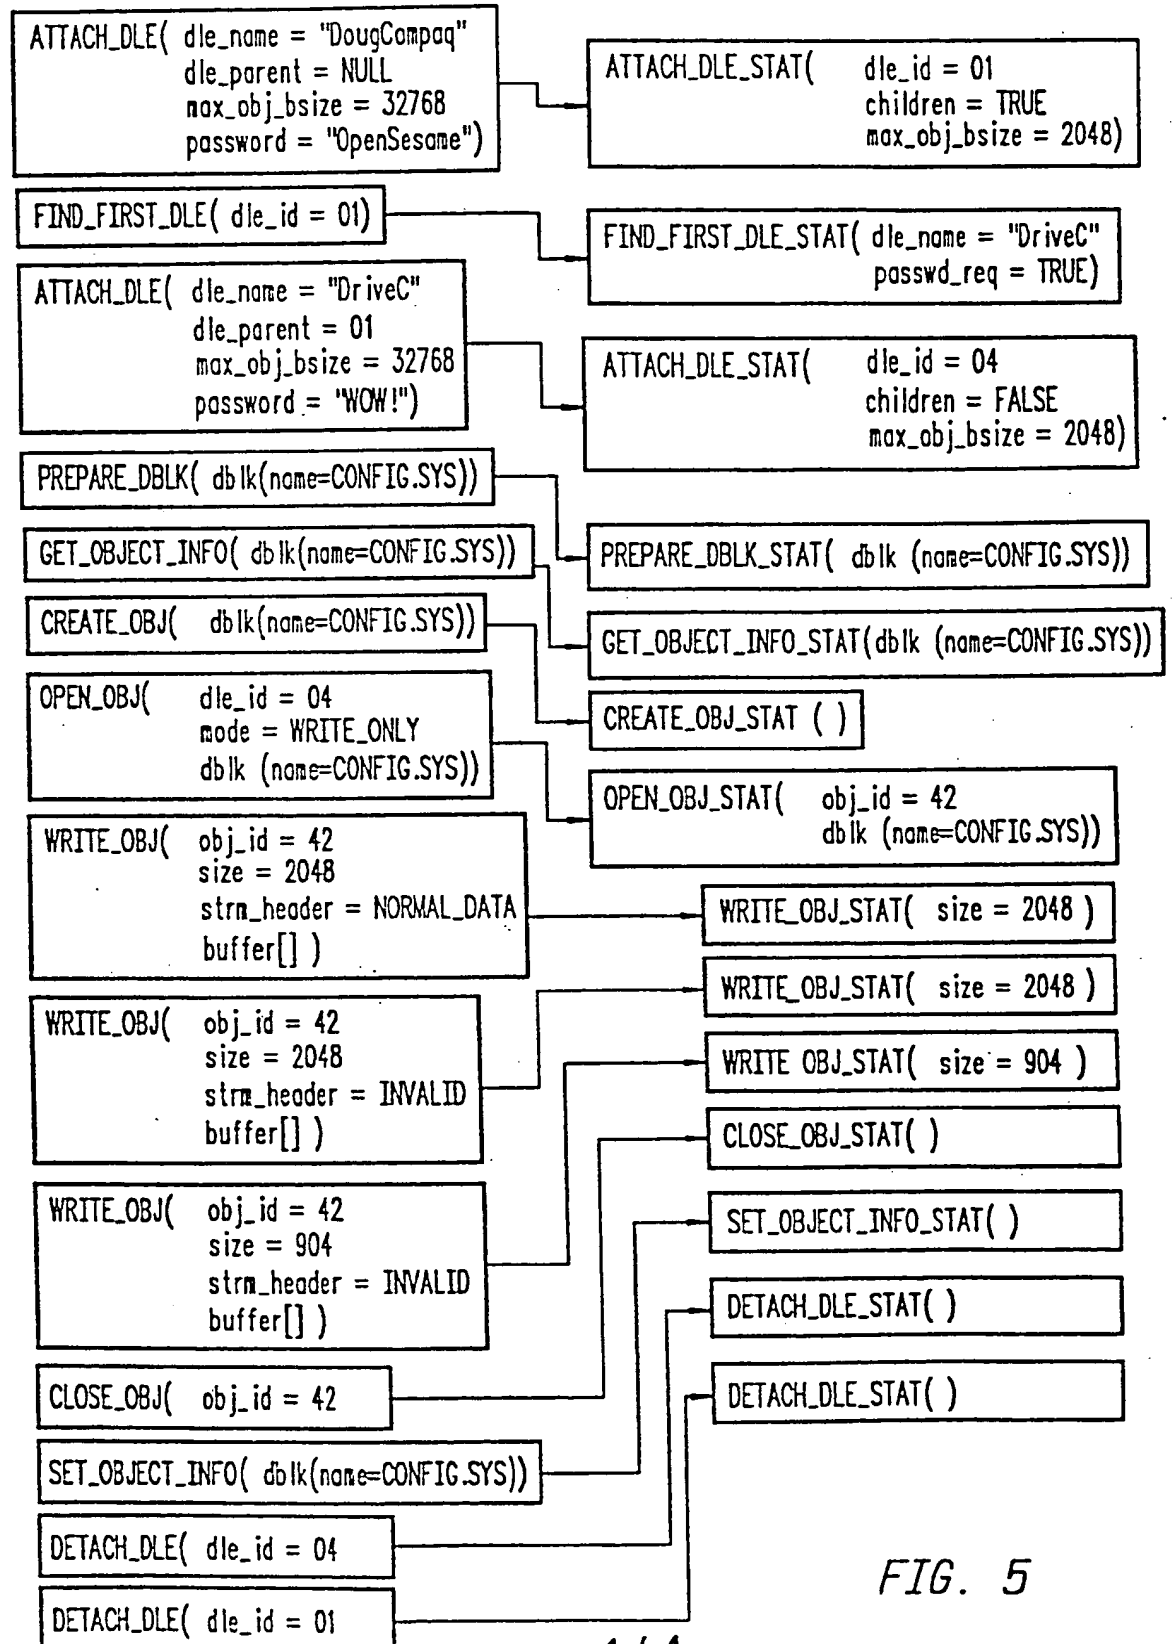 ATTACH_DLE( dle_name = "DougCompaq"
dle_parent = NULL
max_obj_bsize = 32768
password = "OpenSesame")
ATTACH_DLE_STAT( dle_id = 01
children = TRUE
max_obj_bsize = 2048)
FIND_FIRST_DLE( dle_id = 01)
FIND_FIRST_DLE_STAT( dle_name = "DriveC"
passwd_req = TRUE)
ATTACH_DLE( dle_name = "DriveC"
dle_parent = 01
max_obj_bsize = 32768
password = "WOW!")
ATTACH_DLE_STAT( dle_id = 04
children = FALSE
max_obj_bsize = 2048)
PREPARE_DBLK( dblk(name=CONFIG.SYS))
PREPARE_DBLK_STAT( dblk (name=CONFIG.SYS))
GET_OBJECT_INFO( dblk(name=CONFIG.SYS))
GET_OBJECT_INFO_STAT(dblk (name=CONFIG.SYS))
CREATE_OBJ( dblk(name=CONFIG.SYS))
CREATE_OBJ_STAT ( )
OPEN_OBJ( dle_id = 04
mode = WRITE_ONLY
dblk (name=CONFIG.SYS))
OPEN_OBJ_STAT( obj_id = 42
dblk (name=CONFIG.SYS))
WRITE_OBJ( obj_id = 42
size = 2048
strm_header = NORMAL_DATA
buffer[] )
WRITE_OBJ_STAT( size = 2048 )
WRITE_OBJ( obj_id = 42
size = 2048
strm_header = INVALID
buffer[] )
WRITE_OBJ_STAT( size = 2048 )
WRITE_OBJ( obj_id = 42
size = 904
strm_header = INVALID
buffer[] )
WRITE OBJ_STAT( size = 904 )
CLOSE_OBJ( obj_id = 42
CLOSE_OBJ_STAT( )
SET_OBJECT_INFO( dblk(name=CONFIG.SYS))
SET_OBJECT_INFO_STAT( )
DETACH_DLE( dle_id = 04
DETACH_DLE_STAT( )
DETACH_DLE( dle_id = 01
DETACH_DLE_STAT( )
FIG. 5